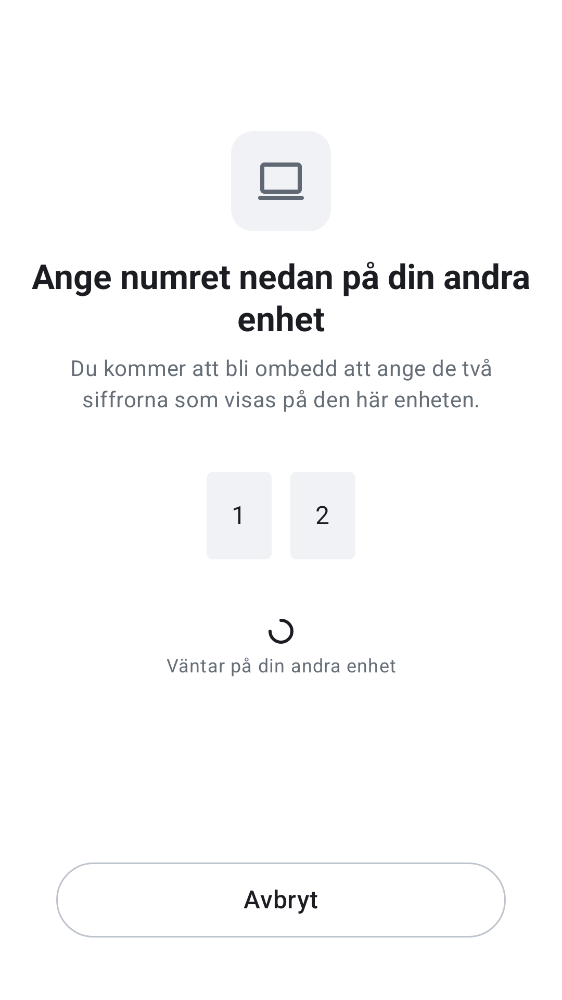 Ange numret nedan på din andra
enhet
Du kommer att bli ombedd att ange de två
siffrorna som visas på den här enheten.
1 2
Väntar på din andra enhet
Avbryt